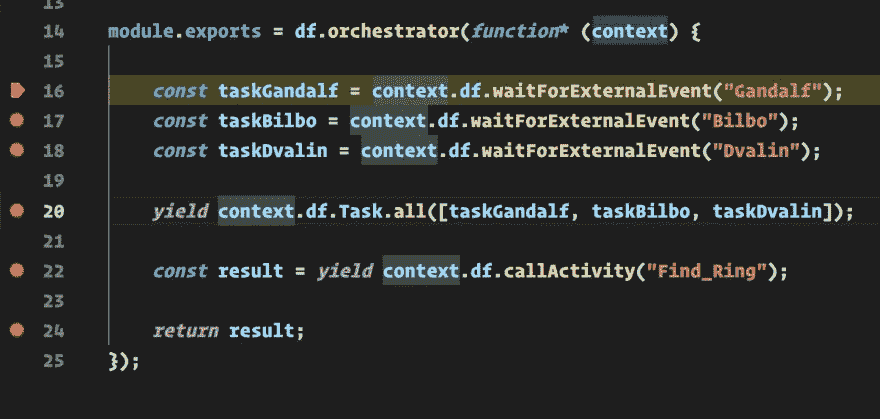 13
14 module.exports = df.orchestrator(function* (context) {
15
16 const taskGandalf = context.df.waitForExternalEvent("Gandalf");
17 const taskBilbo = context.df.waitForExternalEvent("Bilbo");
18 const taskDvalin = context.df.waitForExternalEvent("Dvalin");
19
20 yield context.df.Task.all([taskGandalf, taskBilbo, taskDvalin]);
21
22 const result = yield context.df.callActivity("Find_Ring");
23
24 return result;
25 });